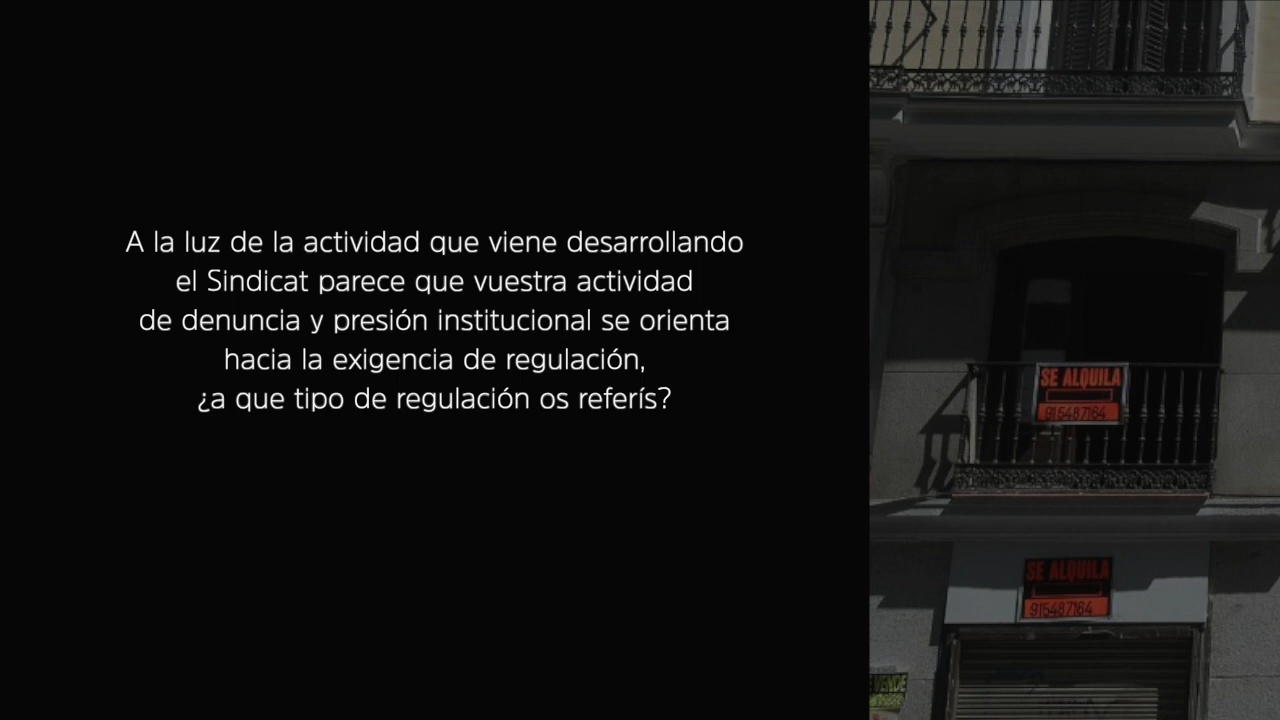 A la luz de la actividad que viene desarrollando
el Sindicat parece que vuestra actividad
de denuncia y presión institucional se orienta
hacia la exigencia de regulación,
¿a que tipo de regulación os referís?
SE ALQUILA
915487164
SE ALQUILA
915487164
VENDE